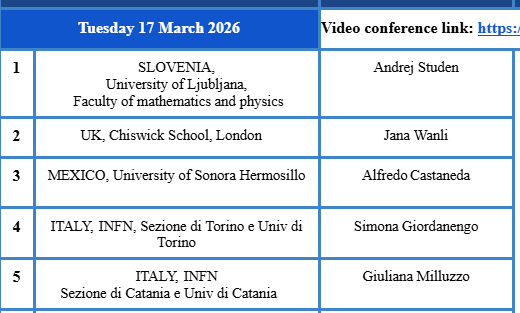 Tuesday 17 March 2026
Video conference link: https:/
1
SLOVENIA,
University of Ljubljana,
Faculty of mathematics and physics
Andrej Studen
2
UK, Chiswick School, London
Jana Wanli
3
MEXICO, University of Sonora Hermosillo
Alfredo Castaneda
4
ITALY, INFN, Sezione di Torino e Univ di
Torino
Simona Giordanengo
5
ITALY, INFN
Sezione di Catania e Univ di Catania
Giuliana Milluzzo